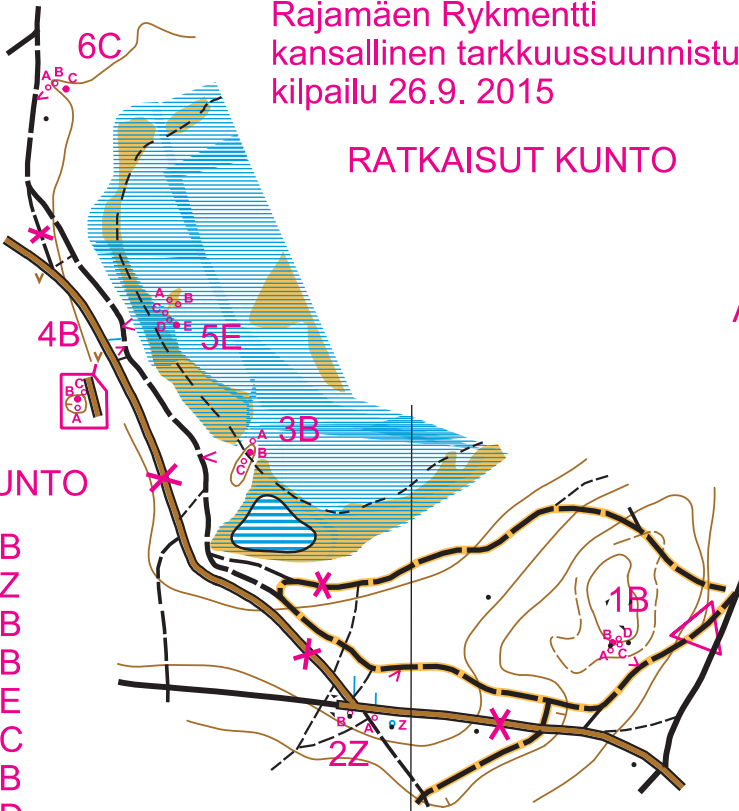 Rajamäen Rykmentti
kansallinen tarkkuussuunnistu
kilpailu 26.9. 2015
RATKAISUT KUNTO
6C
A B C
A B
C
D E
5E
4B
C
B
A
3B
A
B
C
UNTO
B
Z
B
B
E
C
B
D
1B
B D
A C
B A Z
2Z